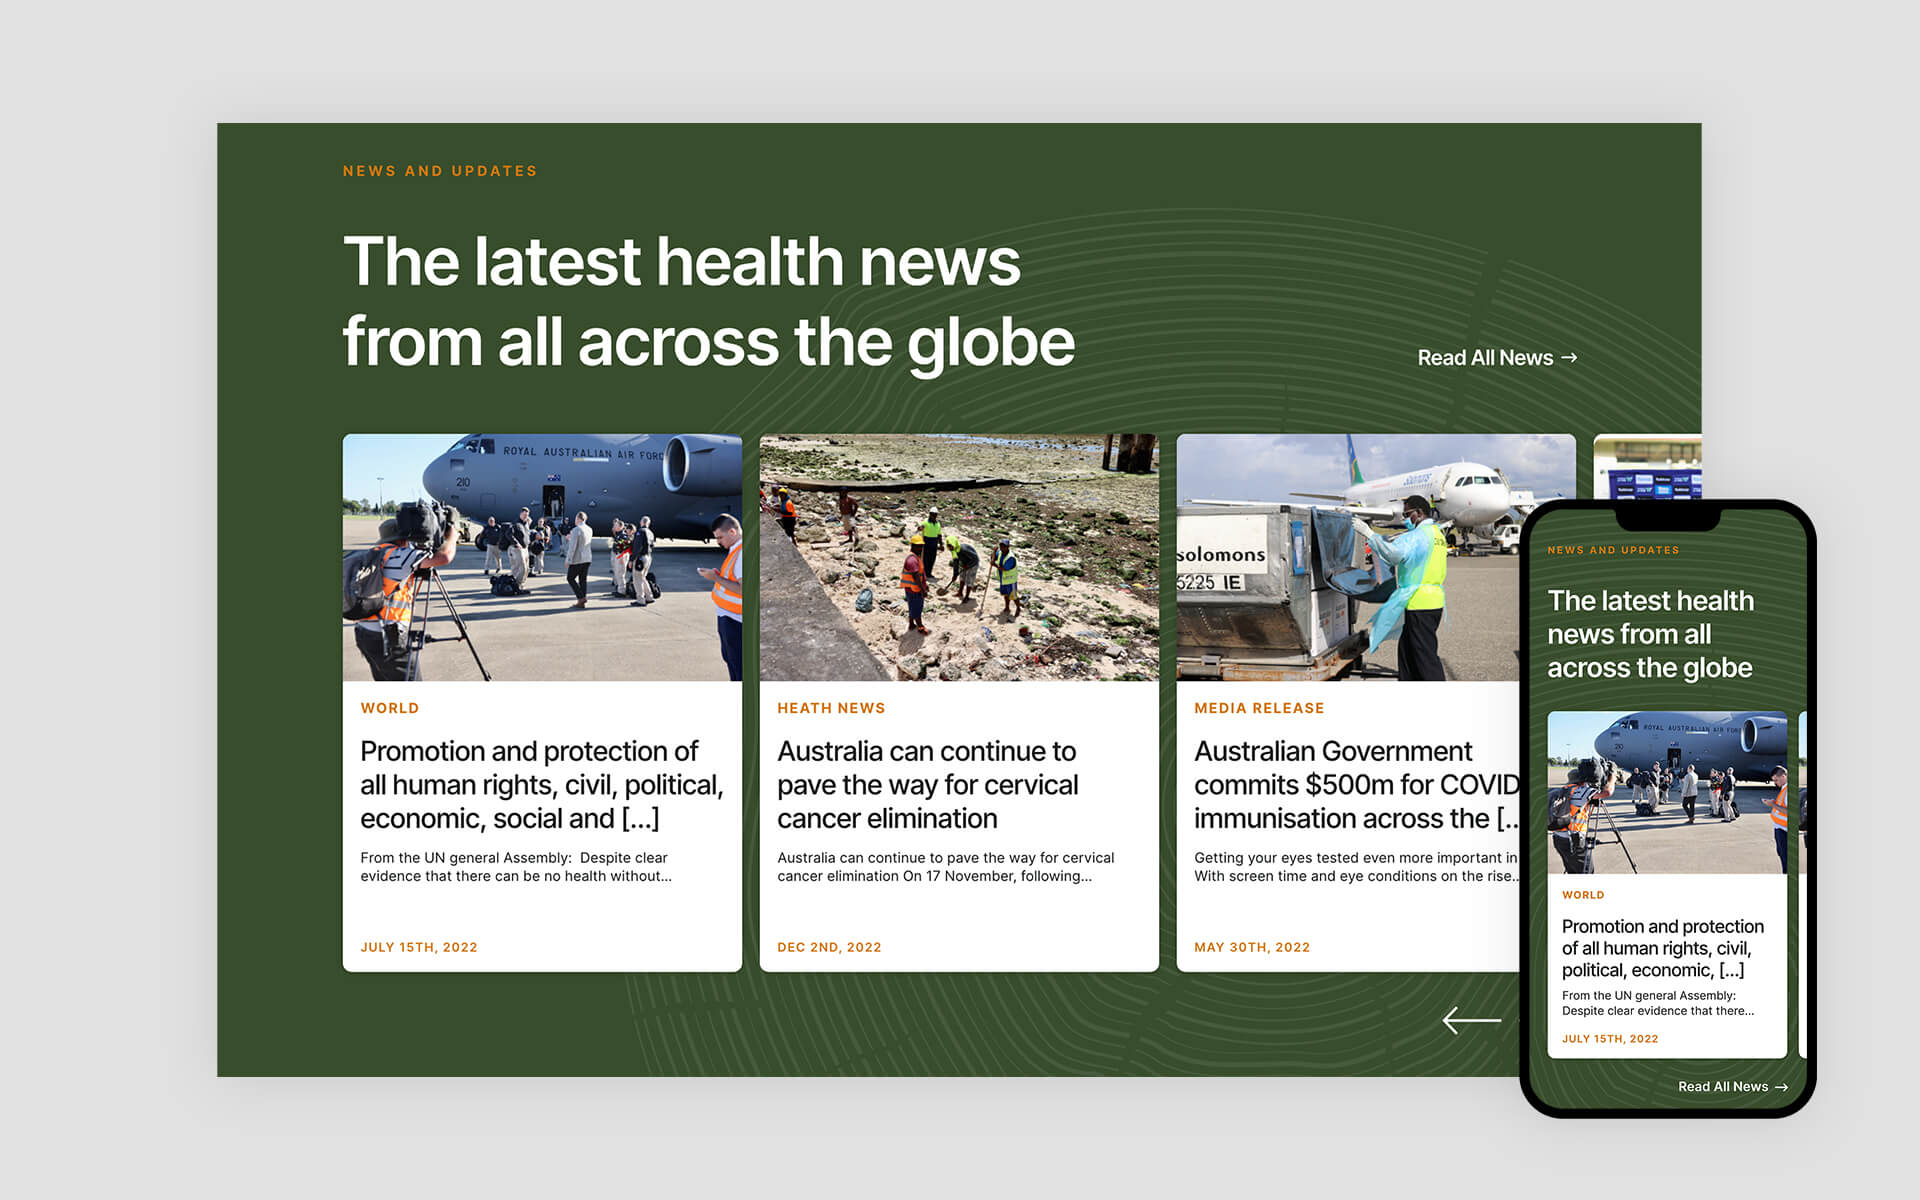 NEWS AND UPDATES
The latest health news
from all across the globe
Read All News →
ROYAL AUSTRALIAN AIR FORC
210
solomons
5225 IE
WORLD
Promotion and protection of
all human rights, civil, political,
economic, social and [...]
From the UN general Assembly:  Despite clear
evidence that there can be no health without...
JULY 15TH, 2022
HEATH NEWS
Australia can continue to
pave the way for cervical
cancer elimination
Australia can continue to pave the way for cervical
cancer elimination On 17 November, following...
DEC 2ND, 2022
MEDIA RELEASE
Australian Government
commits $500m for COVID
immunisation across the [..
Getting your eyes tested even more important in
With screen time and eye conditions on the rise..
MAY 30TH, 2022
NEWS AND UPDATES
The latest health
news from all
across the globe
ROYAL AUSTRALIAN AIR FORC
210
WORLD
Promotion and protection
of all human rights, civil,
political, economic, [...]
From the UN general Assembly:
Despite clear evidence that there...
JULY 15TH, 2022
Read All News →